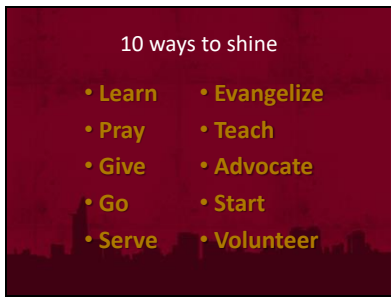 10 ways to shine
• Learn
• Pray
• Give
• Go
• Serve
• Evangelize
• Teach
• Advocate
• Start
• Volunteer